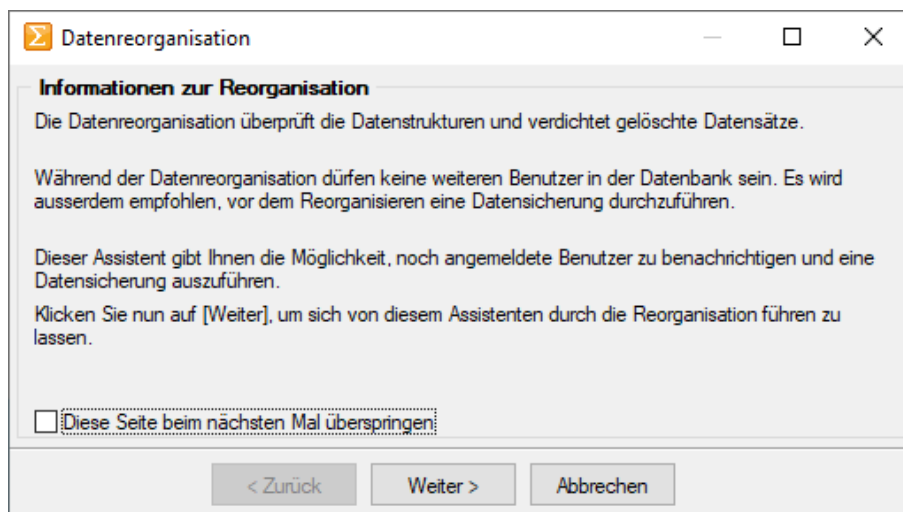 Datenreorganisation
Informationen zur Reorganisation
Die Datenreorganisation überprüft die Datenstrukturen und verdichtet gelöschte Datensätze.
Während der Datenreorganisation dürfen keine weiteren Benutzer in der Datenbank sein. Es wird
ausserdem empfohlen, vor dem Reorganisieren eine Datensicherung durchzuführen.
Dieser Assistent gibt Ihnen die Möglichkeit, noch angemeldete Benutzer zu benachrichtigen und eine
Datensicherung auszuführen.
Klicken Sie nun auf [Weiter], um sich von diesem Assistenten durch die Reorganisation führen zu
lassen.
Diese Seite beim nächsten Mal überspringen
< Zurück Weiter > Abbrechen